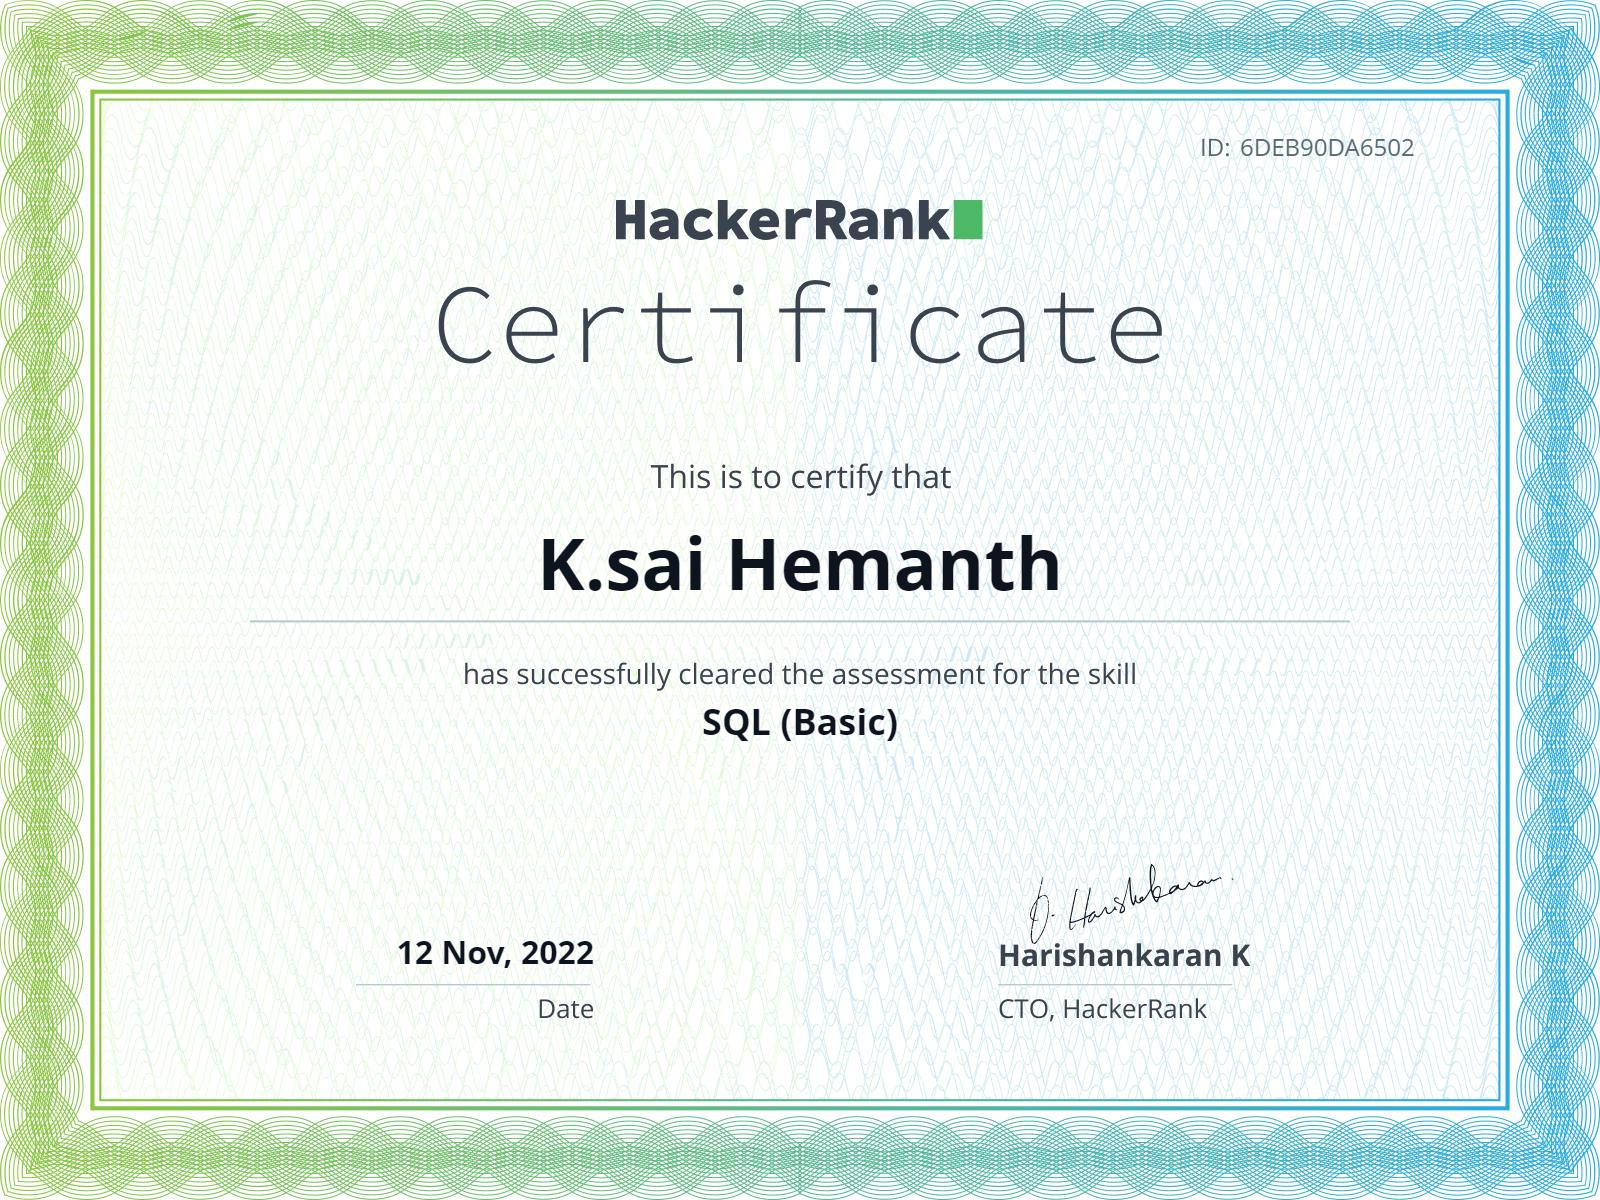 ID: 6DEB90DA6502
HackerRank
Certificate
This is to certify that
K.sai Hemanth
has successfully cleared the assessment for the skill
SQL (Basic)
12 Nov, 2022
Date
Harishankaran K
CTO, HackerRank